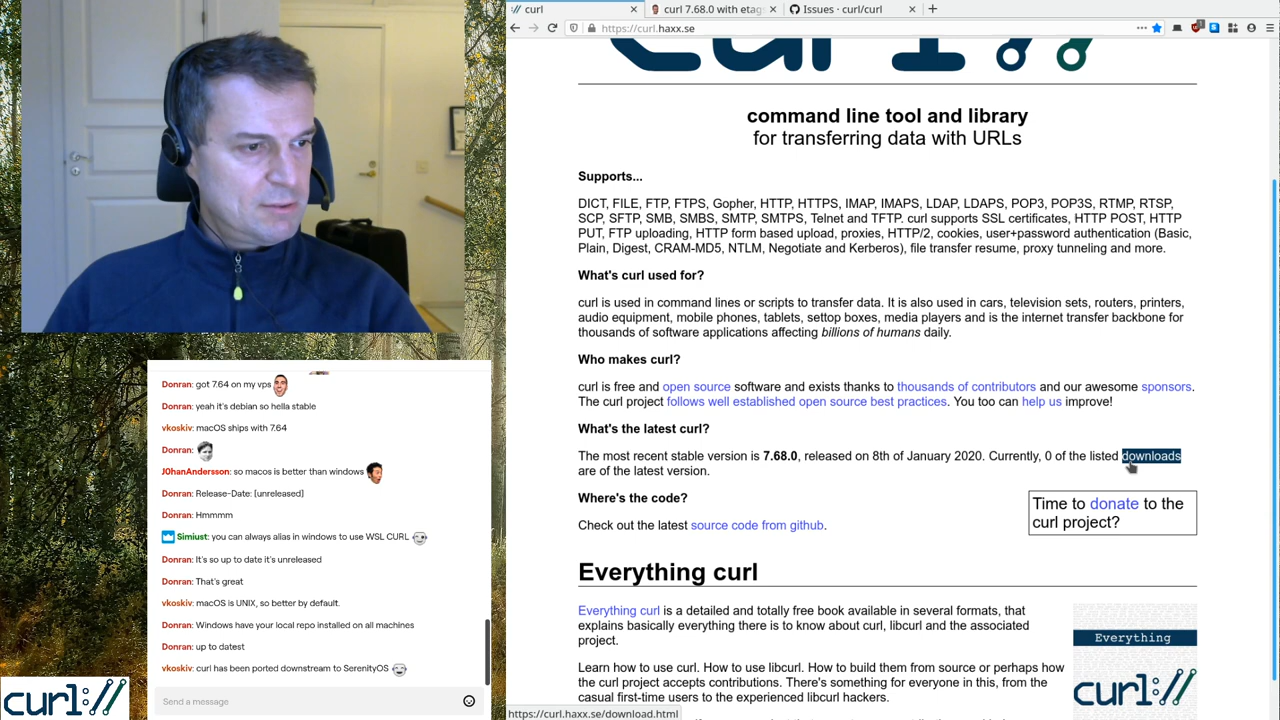 curl
curl 7.68.0 with etag
Issues · curl/curl
https://curl.haxx.se
curl://
command line tool and library
for transferring data with URLs
Supports...
DICT, FILE, FTP, FTPS, Gopher, HTTP, HTTPS, IMAP, IMAPS, LDAP, LDAPS, POP3, POP3S, RTMP, RTSP,
SCP, SFTP, SMB, SMBS, SMTP, SMTPS, Telnet and TFTP. curl supports SSL certificates, HTTP POST, HTTP
PUT, FTP uploading, HTTP form based upload, proxies, HTTP/2, cookies, user+password authentication (Basic,
Plain, Digest, CRAM-MD5, NTLM, Negotiate and Kerberos), file transfer resume, proxy tunneling and more.
What's curl used for?
curl is used in command lines or scripts to transfer data. It is also used in cars, television sets, routers, printers,
audio equipment, mobile phones, tablets, settop boxes, media players and is the internet transfer backbone for
thousands of software applications affecting billions of humans daily.
Who makes curl?
curl is free and open source software and exists thanks to thousands of contributors and our awesome sponsors.
The curl project follows well established open source best practices. You too can help us improve!
What's the latest curl?
The most recent stable version is 7.68.0, released on 8th of January 2020. Currently, 0 of the listed downloads
are of the latest version.
Where's the code?
Check out the latest source code from github.
Time to donate to the
curl project?
Everything curl
Everything curl is a detailed and totally free book available in several formats, that
explains basically everything there is to know about curl, libcurl and the associated
project.
Learn how to use curl. How to use libcurl. How to build them from source or perhaps how
the curl project accepts contributions. There's something for everyone in this, from the
casual first-time users to the experienced libcurl hackers.
Everything
curl://
https://curl.haxx.se/download.html
Donran: got 7.64 on my vps
Donran: yeah it's debian so hella stable
vkoskiv: macOS ships with 7.64
Donran:
J0hanAndersson: so macos is better than windows
Donran: Release-Date: [unreleased]
Donran: Hmmmm
Simiust: you can always alias in windows to use WSL CURL
Donran: It's so up to date it's unreleased
Donran: That's great
vkoskiv: macOS is UNIX, so better by default.
Donran: Windows have your local repo installed on all machines
Donran: up to datest
vkoskiv: curl has been ported downstream to SerenityOS
Send a message
curl://